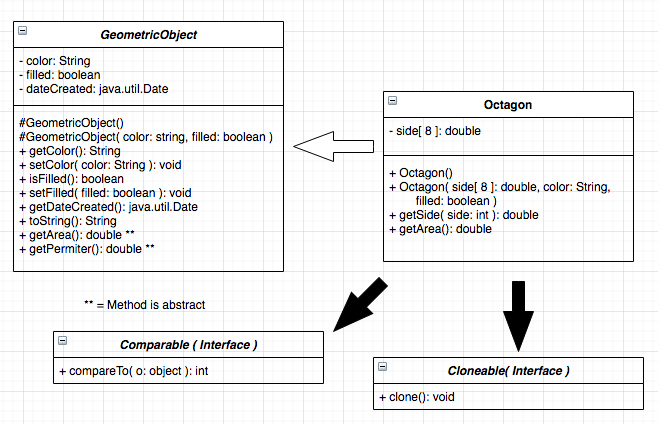 GeometricObject
- color: String
- filled: boolean
- dateCreated: java.util.Date
#GeometricObject()
#GeometricObject( color: string, filled: boolean )
+ getColor(): String
+ setColor( color: String ): void
+ isFilled(): boolean
+ setFilled( filled: boolean ): void
+ getDateCreated(): java.util.Date
+ toString(): String
+ getArea(): double **
+ getPermiter(): double **
Octagon
- side[ 8 ]: double
+ Octagon()
+ Octagon( side[ 8 ]: double, color: String,
filled: boolean )
+ getSide( side: int ): double
+ getArea(): double
** = Method is abstract
Comparable ( Interface )
+ compareTo( o: object ): int
Cloneable( Interface )
+ clone(): void